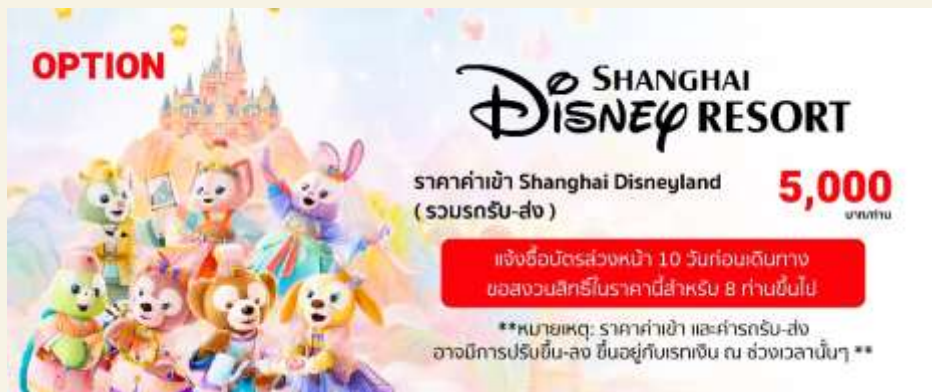 OPTION
SHANGHAI
DISNEY RESORT
ราคาค่าเข้า Shanghai Disneyland
( รวมรถรับ-ส่ง )
5,000
บาท/ท่าน
แจ้งซื้อบัตรล่วงหน้า 10 วันก่อนเดินทาง
ขอสงวนสิทธิ์ในราคานี้สำหรับ 8 ท่านขึ้นไป
**หมายเหตุ: ราคาค่าเข้า และค่ารถรับ-ส่ง
อาจมีการปรับขึ้น-ลง ขึ้นอยู่กับเรทเงิน ณ ช่วงเวลานั้นๆ **